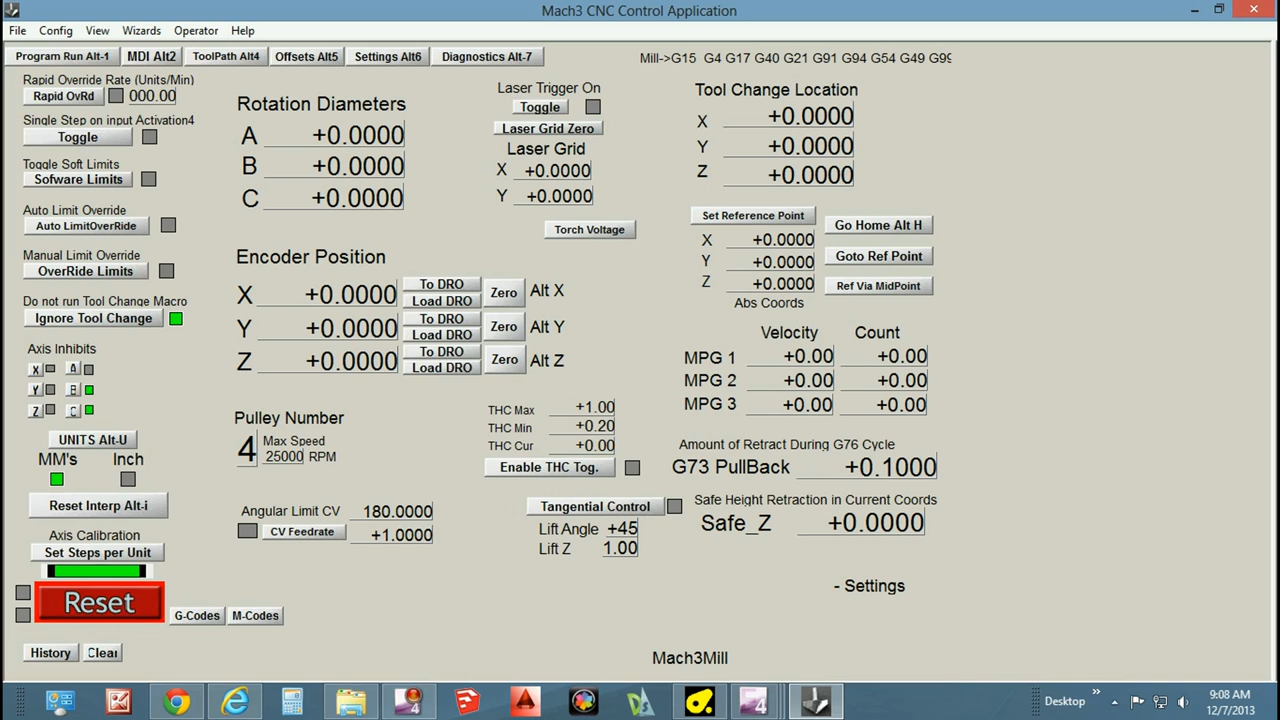 Mach3 CNC Control Application
File Config View Wizards Operator Help
Program Run Alt-1 MDI Alt2 ToolPath Alt4 Offsets Alt5 Settings Alt6 Diagnostics Alt-7 Mill->G15 G4 G17 G40 G21 G91 G94 G54 G49 G99
Rapid Override Rate (Units/Min)
Rapid OvRd 000.00
Single Step on input Activation4
Toggle
Toggle Soft Limits
Sofware Limits
Auto Limit Override
Auto LimitOverRide
Manual Limit Override
OverRide Limits
Do not run Tool Change Macro
Ignore Tool Change
Axis Inhibits
X A
Y B
Z C
UNITS Alt-U
MM's Inch
Reset Interp Alt-i
Axis Calibration
Set Steps per Unit
Reset
G-Codes M-Codes
History Clear
Rotation Diameters
A +0.0000
B +0.0000
C +0.0000
Encoder Position
X +0.0000 To DRO Load DRO Zero Alt X
Y +0.0000 To DRO Load DRO Zero Alt Y
Z +0.0000 To DRO Load DRO Zero Alt Z
Pulley Number
4 Max Speed
25000 RPM
Angular Limit CV 180.0000
CV Feedrate +1.0000
Laser Trigger On
Toggle
Laser Grid Zero
Laser Grid
X +0.0000
Y +0.0000
Torch Voltage
THC Max +1.00
THC Min +0.20
THC Cur +0.00
Enable THC Tog.
Tangential Control
Lift Angle +45
Lift Z 1.00
Tool Change Location
X +0.0000
Y +0.0000
Z +0.0000
Set Reference Point
X +0.0000
Y +0.0000
Z +0.0000
Abs Coords
Go Home Alt H
Goto Ref Point
Ref Via MidPoint
Velocity Count
MPG 1 +0.00 +0.00
MPG 2 +0.00 +0.00
MPG 3 +0.00 +0.00
Amount of Retract During G76 Cycle
G73 PullBack +0.1000
Safe Height Retraction in Current Coords
Safe_Z +0.0000
- Settings
Mach3Mill
Desktop
9:08 AM
12/7/2013